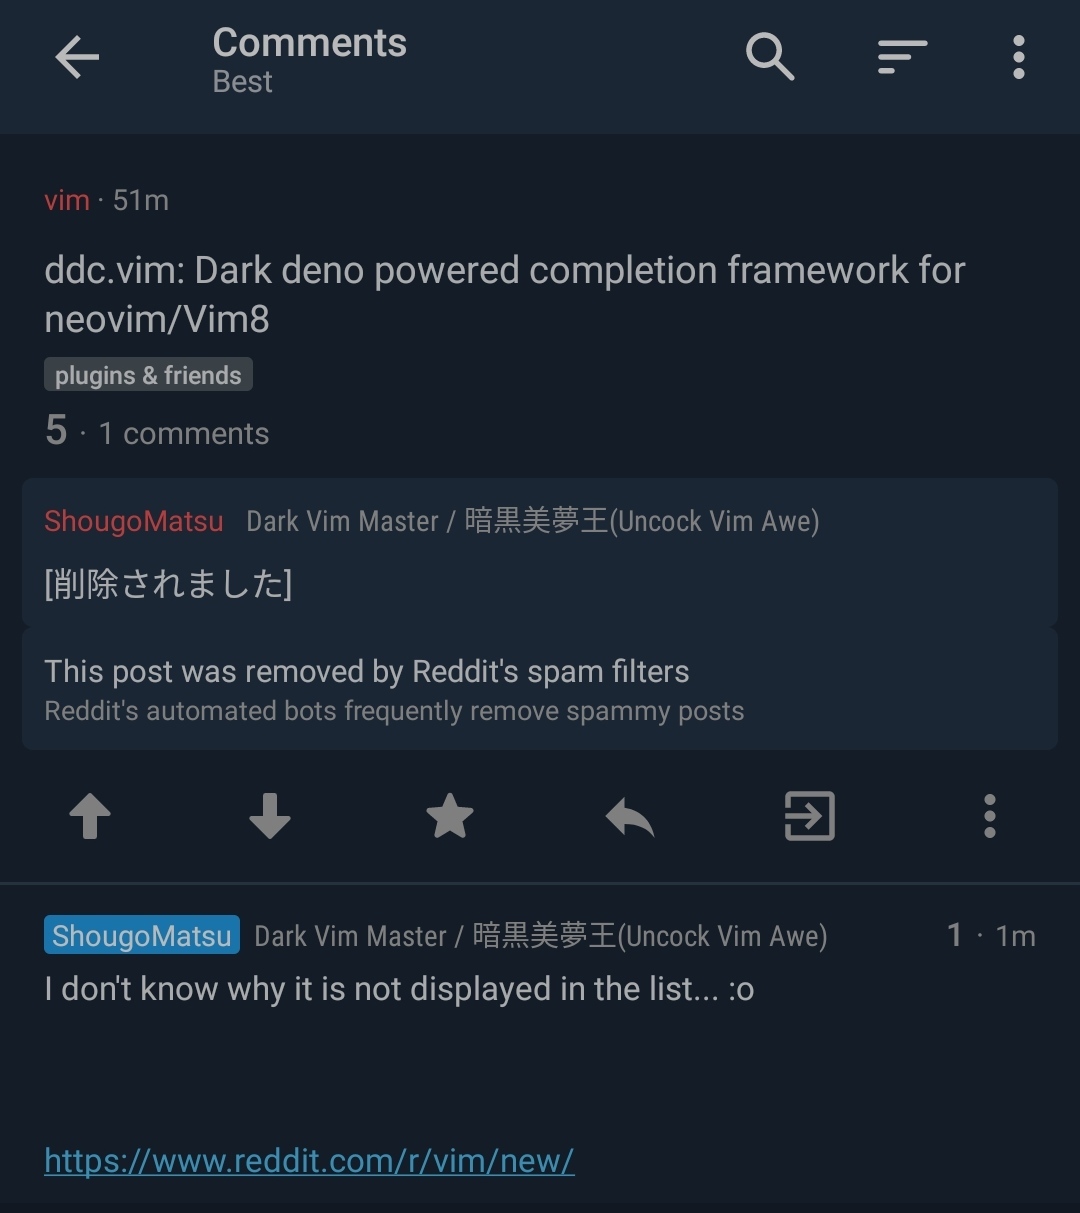 Comments
Best
vim · 51m
ddc.vim: Dark deno powered completion framework for
neovim/Vim8
plugins & friends
5 · 1 comments
ShougoMatsu Dark Vim Master / 暗黒美夢王(Uncock Vim Awe)
[削除されました]
This post was removed by Reddit's spam filters
Reddit's automated bots frequently remove spammy posts
ShougoMatsu Dark Vim Master / 暗黒美夢王(Uncock Vim Awe) 1 · 1m
I don't know why it is not displayed in the list... :o
https://www.reddit.com/r/vim/new/